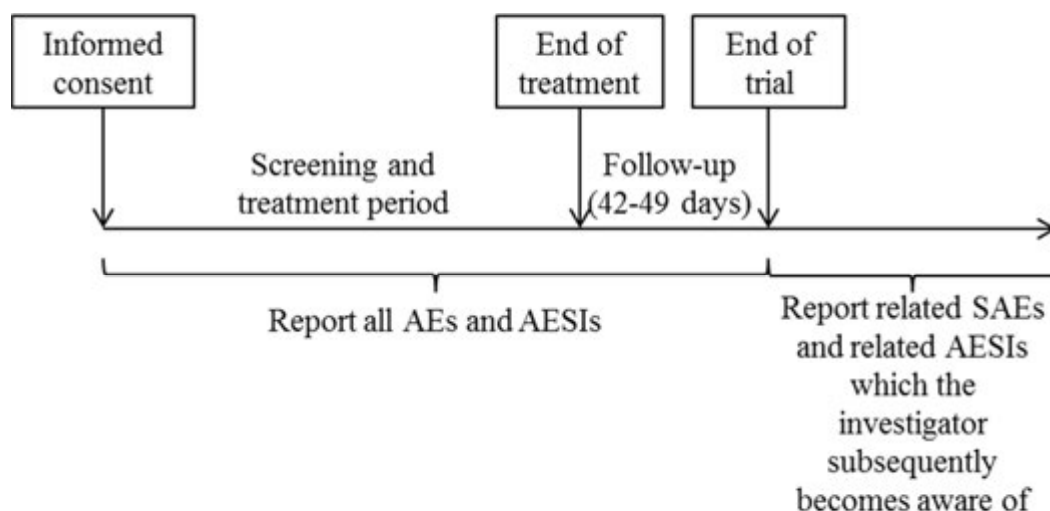 Informed
consent
End of
treatment
End of
trial
Screening and
treatment period
Follow-up
(42-49 days)
Report all AEs and AESIs
Report related SAEs
and related AESIs
which the
investigator
subsequently
becomes aware of